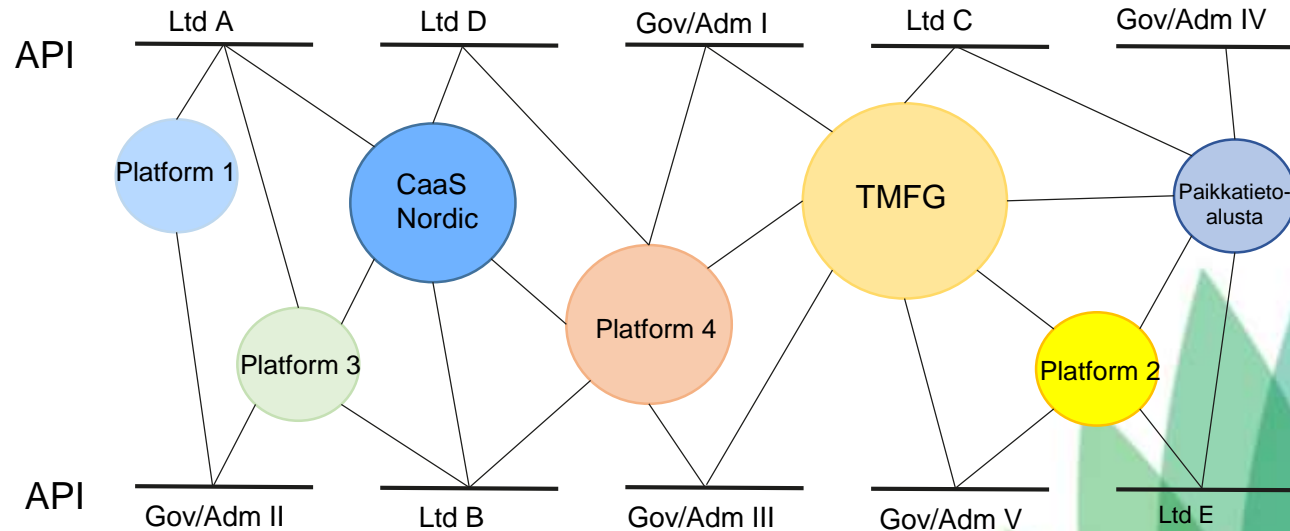 Ltd A
Ltd D
Gov/Adm I
Ltd C
Gov/Adm IV
API
Platform 1
CaaS
Nordic
TMFG
Paikkatieto-
alusta
Platform 4
Platform 3
Platform 2
API
Gov/Adm II
Ltd B
Gov/Adm III
Gov/Adm V
Ltd E